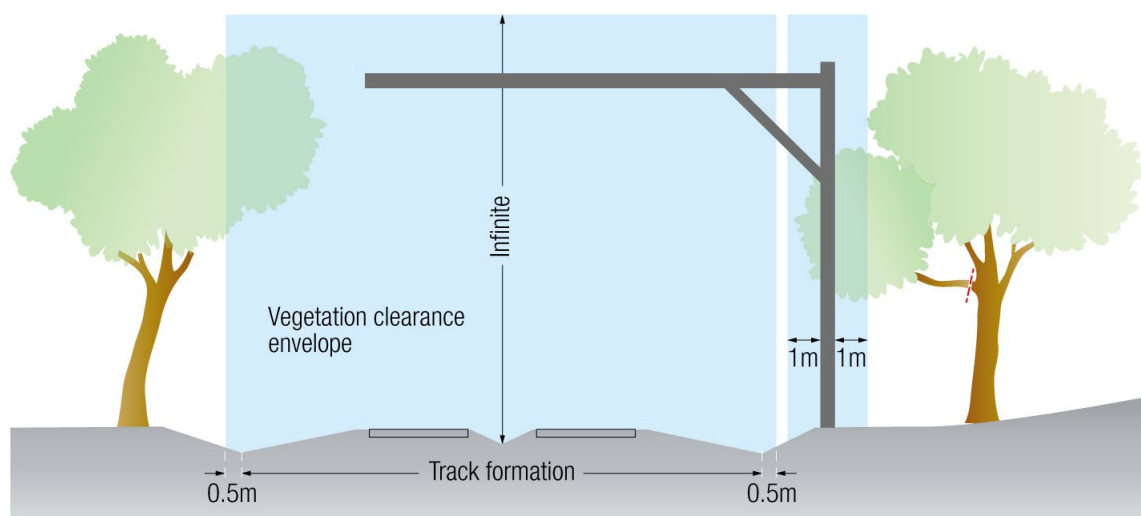 Infinite
Vegetation clearance
envelope
1m
1m
Track formation
0.5m
0.5m